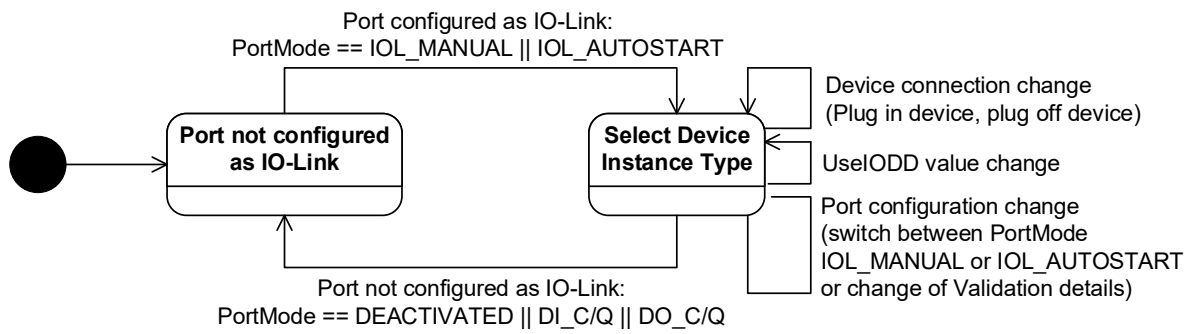 Port configured as IO-Link:
PortMode == IOL_MANUAL || IOL_AUTOSTART
Port not configured
as IO-Link
Select Device
Instance Type
Device connection change
(Plug in device, plug off device)
UseIODD value change
Port configuration change
(switch between PortMode
IOL_MANUAL or IOL_AUTOSTART
or change of Validation details)
Port not configured as IO-Link:
PortMode == DEACTIVATED || DI_C/Q || DO_C/Q